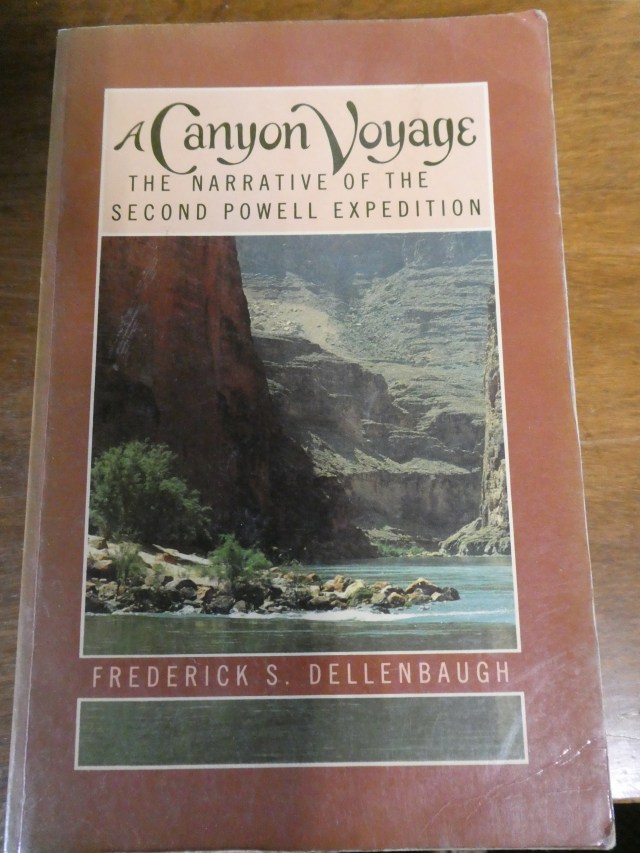 A Canyon Voyage
THE NARRATIVE OF THE
SECOND POWELL EXPEDITION
FREDERICK S. DELLENBAUGH